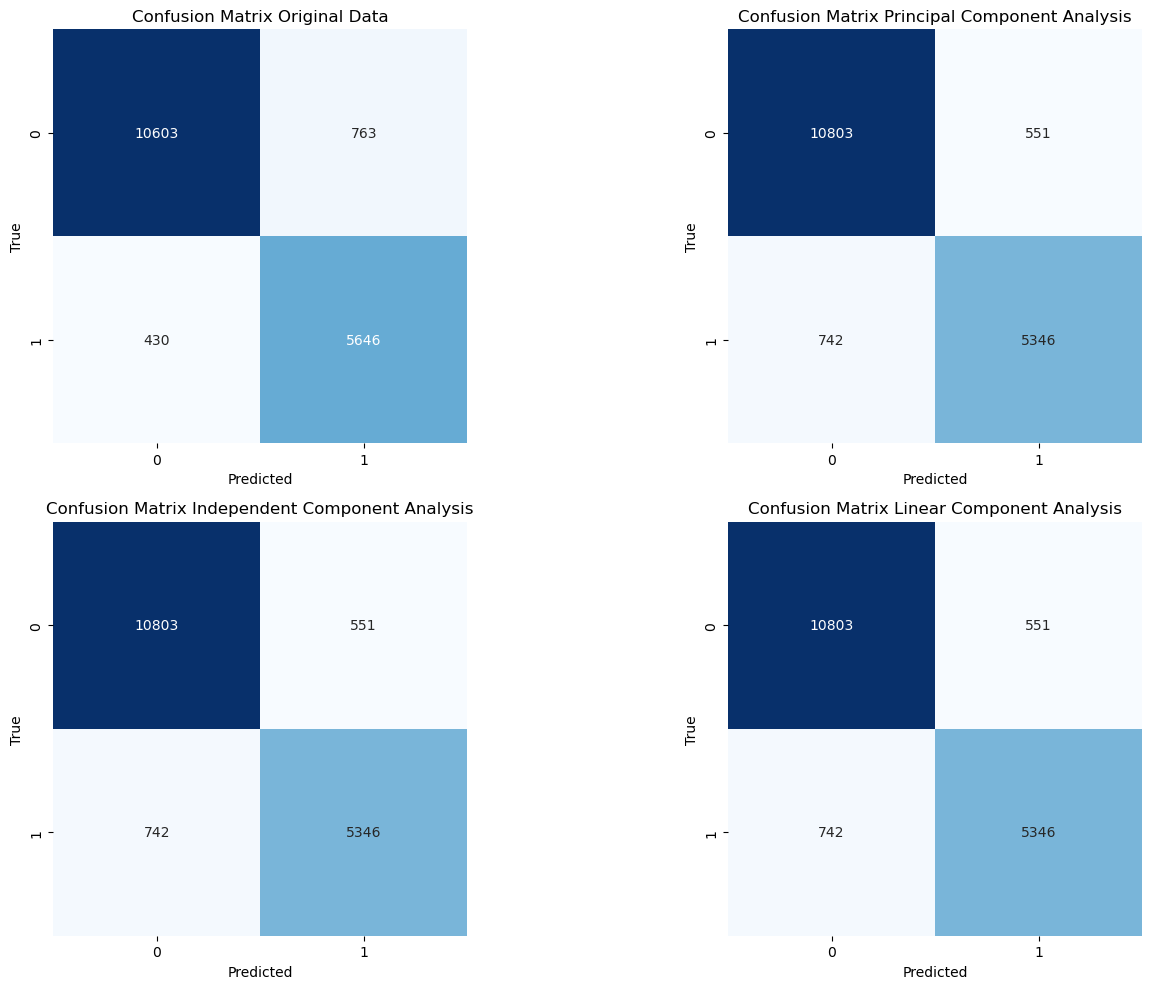 Confusion Matrix Original Data
0
10603
763
True
1
430
5646
0
1
Predicted
Confusion Matrix Principal Component Analysis
0
10803
551
True
1
742
5346
0
1
Predicted
Confusion Matrix Independent Component Analysis
0
10803
551
True
1
742
5346
0
1
Predicted
Confusion Matrix Linear Component Analysis
0
10803
551
True
1
742
5346
0
1
Predicted